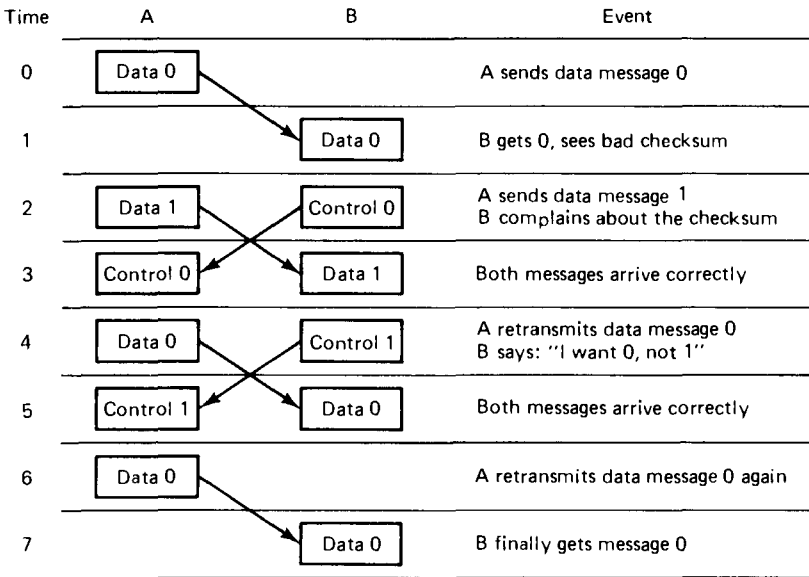 Time A B Event
0 Data 0 A sends data message 0
1 Data 0 B gets 0, sees bad checksum
2 Data 1 Control 0 A sends data message 1
B complains about the checksum
3 Control 0 Data 1 Both messages arrive correctly
4 Data 0 Control 1 A retransmits data message 0
B says: "I want 0, not 1"
5 Control 1 Data 0 Both messages arrive correctly
6 Data 0 A retransmits data message 0 again
7 Data 0 B finally gets message 0